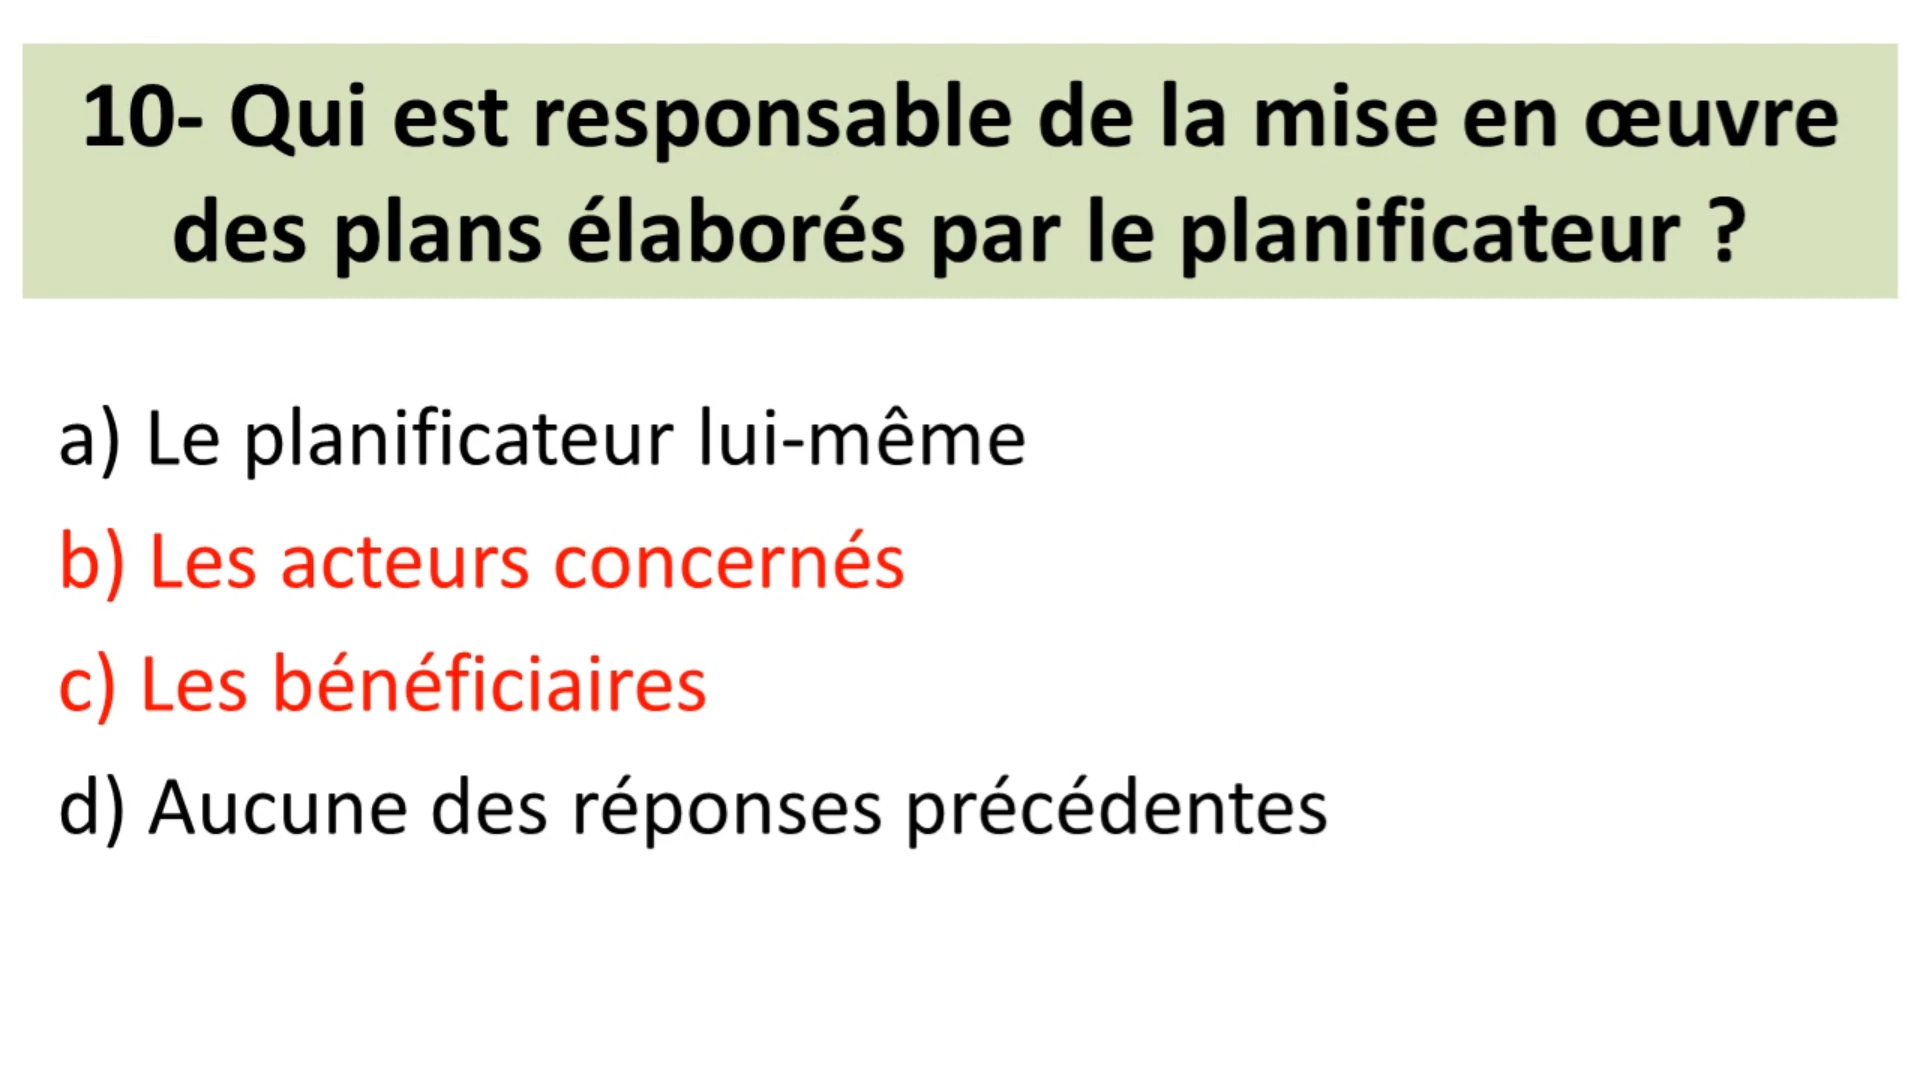 10- Qui est responsable de la mise en œuvre
des plans élaborés par le planificateur ?
a) Le planificateur lui-même
b) Les acteurs concernés
c) Les bénéficiaires
d) Aucune des réponses précédentes